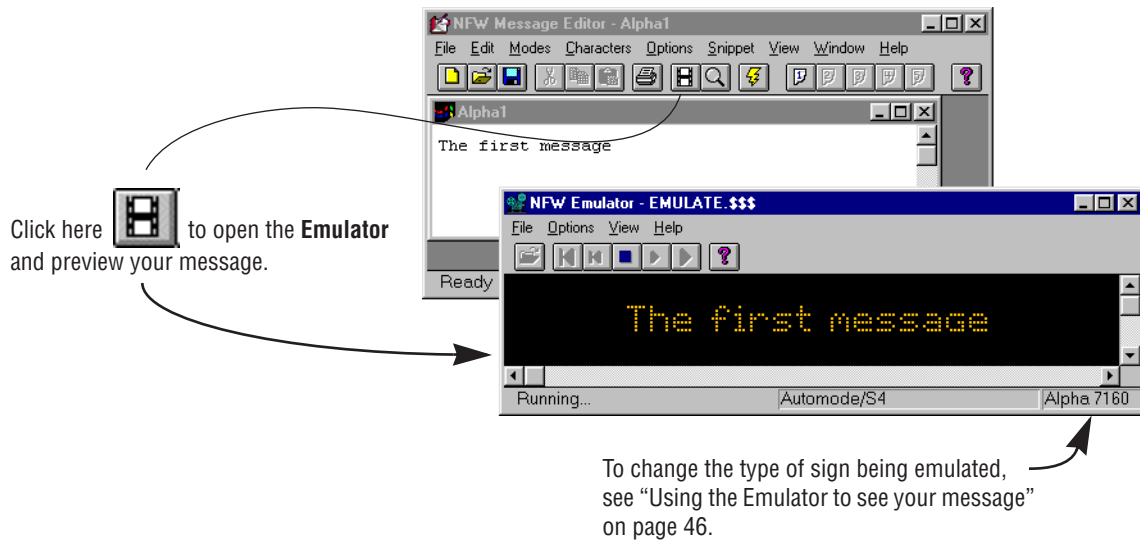 NFW Message Editor - Alpha1
File Edit Modes Characters Options Snippet View Window Help
Alpha1
The first message
Click here to open the Emulator
and preview your message.
NFW Emulator - EMULATE.$$$
File Options View Help
Ready
The first message
Running... Automode/S4 Alpha 7160
To change the type of sign being emulated,
see “Using the Emulator to see your message”
on page 46.